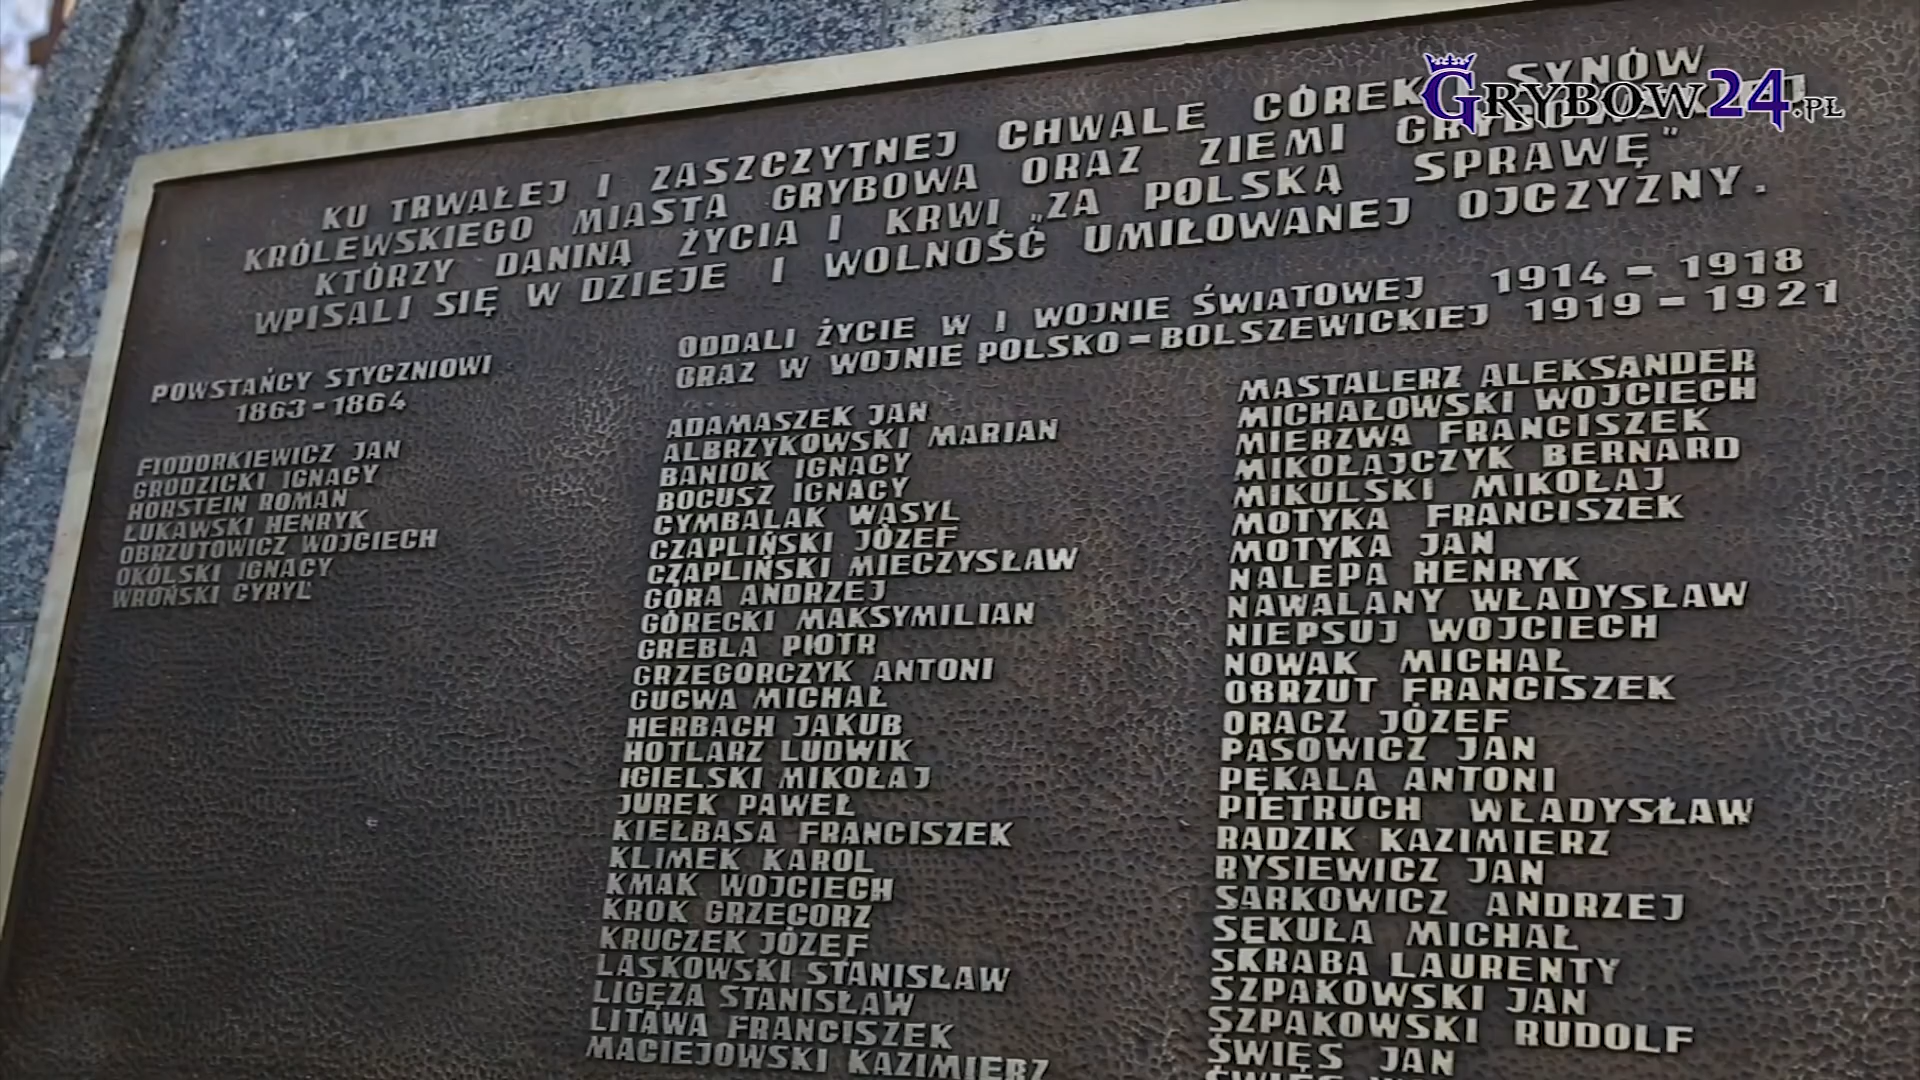 GRYBOW24.PL
KU TRWAŁEJ I ZASZCZYTNEJ CHWALE CÓREK SYNÓW
KRÓLEWSKIEGO MIASTA GRYBOWA ORAZ ZIEMI
KTÓRZY DANINĄ ŻYCIA I KRWI „ZA POLSKĄ SPRAWĘ"
WPISALI SIĘ W DZIEJE I WOLNOŚĆ UMIŁOWANEJ OJCZYZNY.
POWSTAŃCY STYCZNIOWI
1863-1864
FIODORKIEWICZ JAN
GRODZICKI IGNACY
HORSTEIN ROMAN
ŁUKAWSKI HENRYK
OBRZUTOWICZ WOJCIECH
OKÓLSKI IGNACY
WROŃSKI CYRYL
ODDALI ŻYCIE W I WOJNIE ŚWIATOWEJ 1914 - 1918
ORAZ W WOJNIE POLSKO-BOLSZEWICKIEJ 1919 - 1921
ADAMASZEK JAN
ALBRZYKOWSKI MARIAN
BANIOK IGNACY
BOCUSZ IGNACY
CYMBALAK WASYL
CZAPLIŃSKI JÓZEF
CZAPLIŃSKI MIECZYSŁAW
GÓRA ANDRZEJ
GÓRECKI MAKSYMILIAN
GREBLA PIOTR
GRZEGORCZYK ANTONI
GUCWA MICHAŁ
HERBACH JAKUB
HOTLARZ LUDWIK
IGIELSKI MIKOŁAJ
JUREK PAWEŁ
KIEŁBASA FRANCISZEK
KLIMEK KAROL
KMAK WOJCIECH
KROK GRZEGORZ
KRUCZEK JÓZEF
LASKOWSKI STANISŁAW
LIGĘZA STANISŁAW
LITAWA FRANCISZEK
MACIEJOWSKI KAZIMIERZ
MASTALERZ ALEKSANDER
MICHAŁOWSKI WOJCIECH
MIERZWA FRANCISZEK
MIKOŁAJCZYK BERNARD
MIKULSKI MIKOŁAJ
MOTYKA FRANCISZEK
MOTYKA JAN
NALEPA HENRYK
NAWALANY WŁADYSŁAW
NIEPSUJ WOJCIECH
NOWAK MICHAŁ
OBRZUT FRANCISZEK
ORACZ JÓZEF
PASOWICZ JAN
PĘKALA ANTONI
PIETRUCH WŁADYSŁAW
RADZIK KAZIMIERZ
RYSIEWICZ JAN
SARKOWICZ ANDRZEJ
SEKUŁA MICHAŁ
SKRABA LAURENTY
SZPAKOWSKI JAN
SZPAKOWSKI RUDOLF
ŚWIĘS JAN